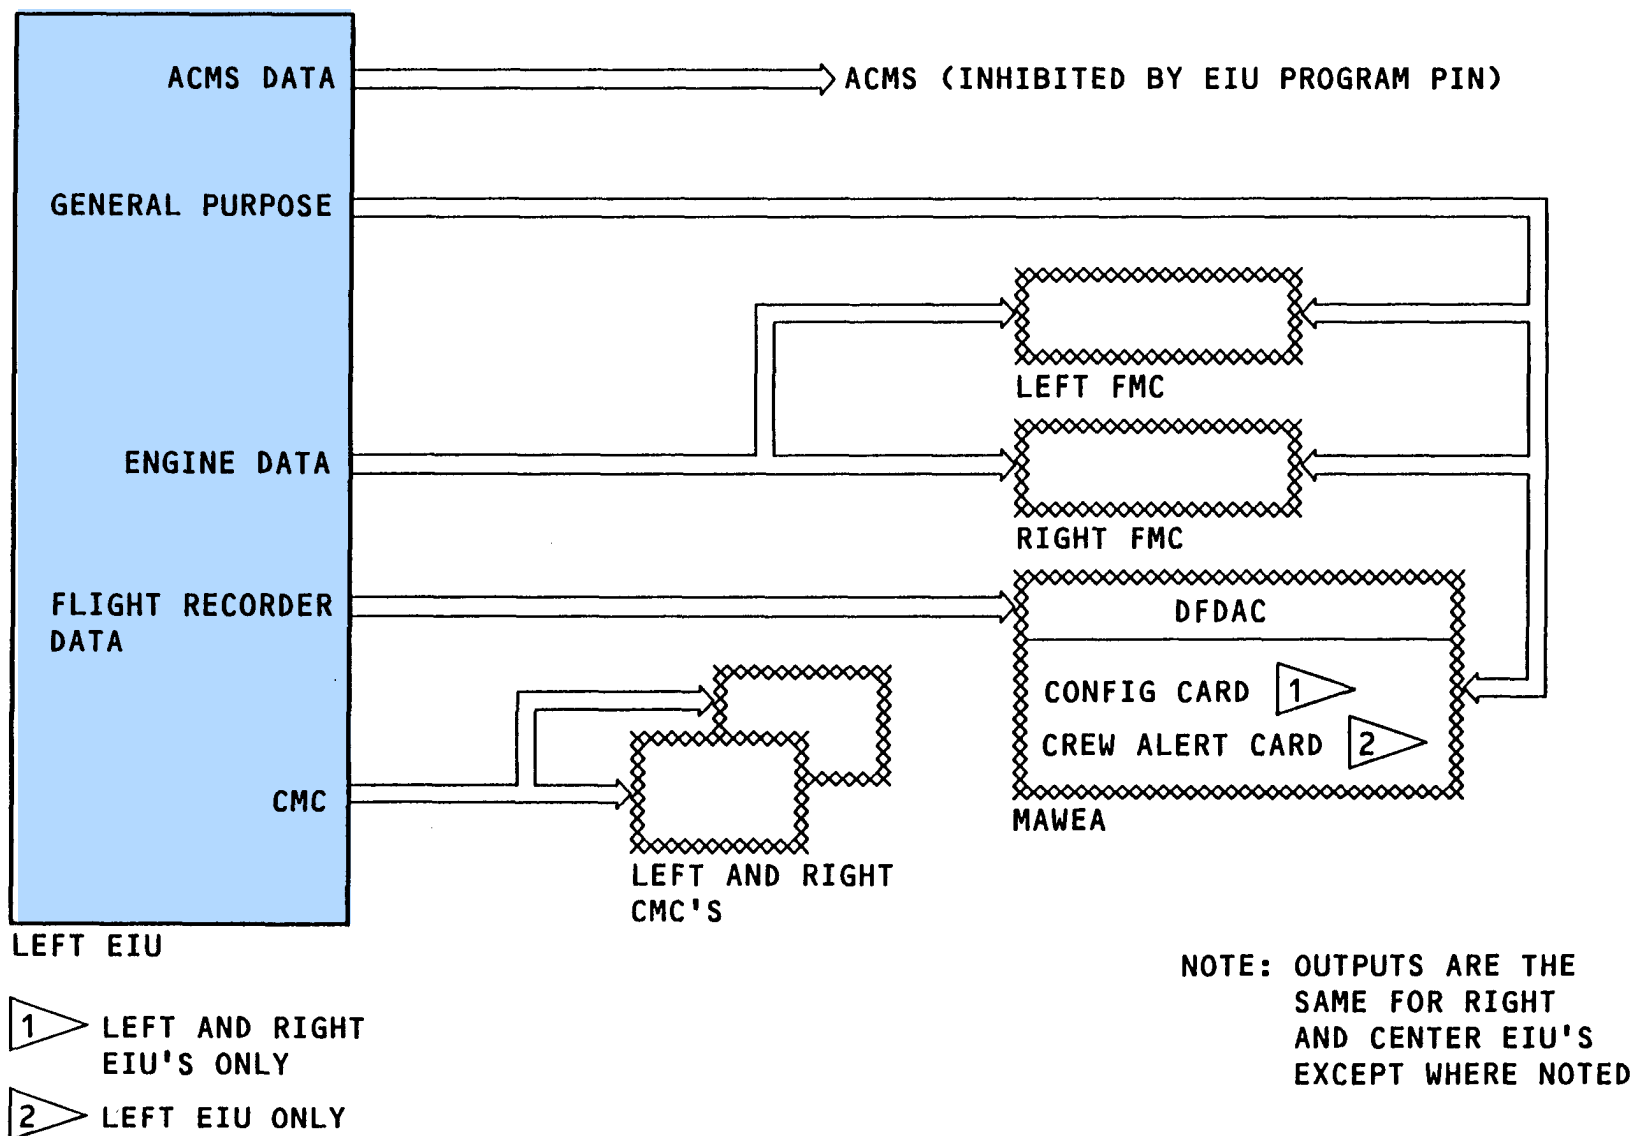 ACMS DATA
ACMS (INHIBITED BY EIU PROGRAM PIN)
GENERAL PURPOSE
LEFT FMC
ENGINE DATA
RIGHT FMC
FLIGHT RECORDER
DATA
DFDAC
CONFIG CARD 1
CREW ALERT CARD 2
MAWEA
CMC
LEFT AND RIGHT
CMC'S
LEFT EIU
1 LEFT AND RIGHT
EIU'S ONLY
2 LEFT EIU ONLY
NOTE: OUTPUTS ARE THE
SAME FOR RIGHT
AND CENTER EIU'S
EXCEPT WHERE NOTED